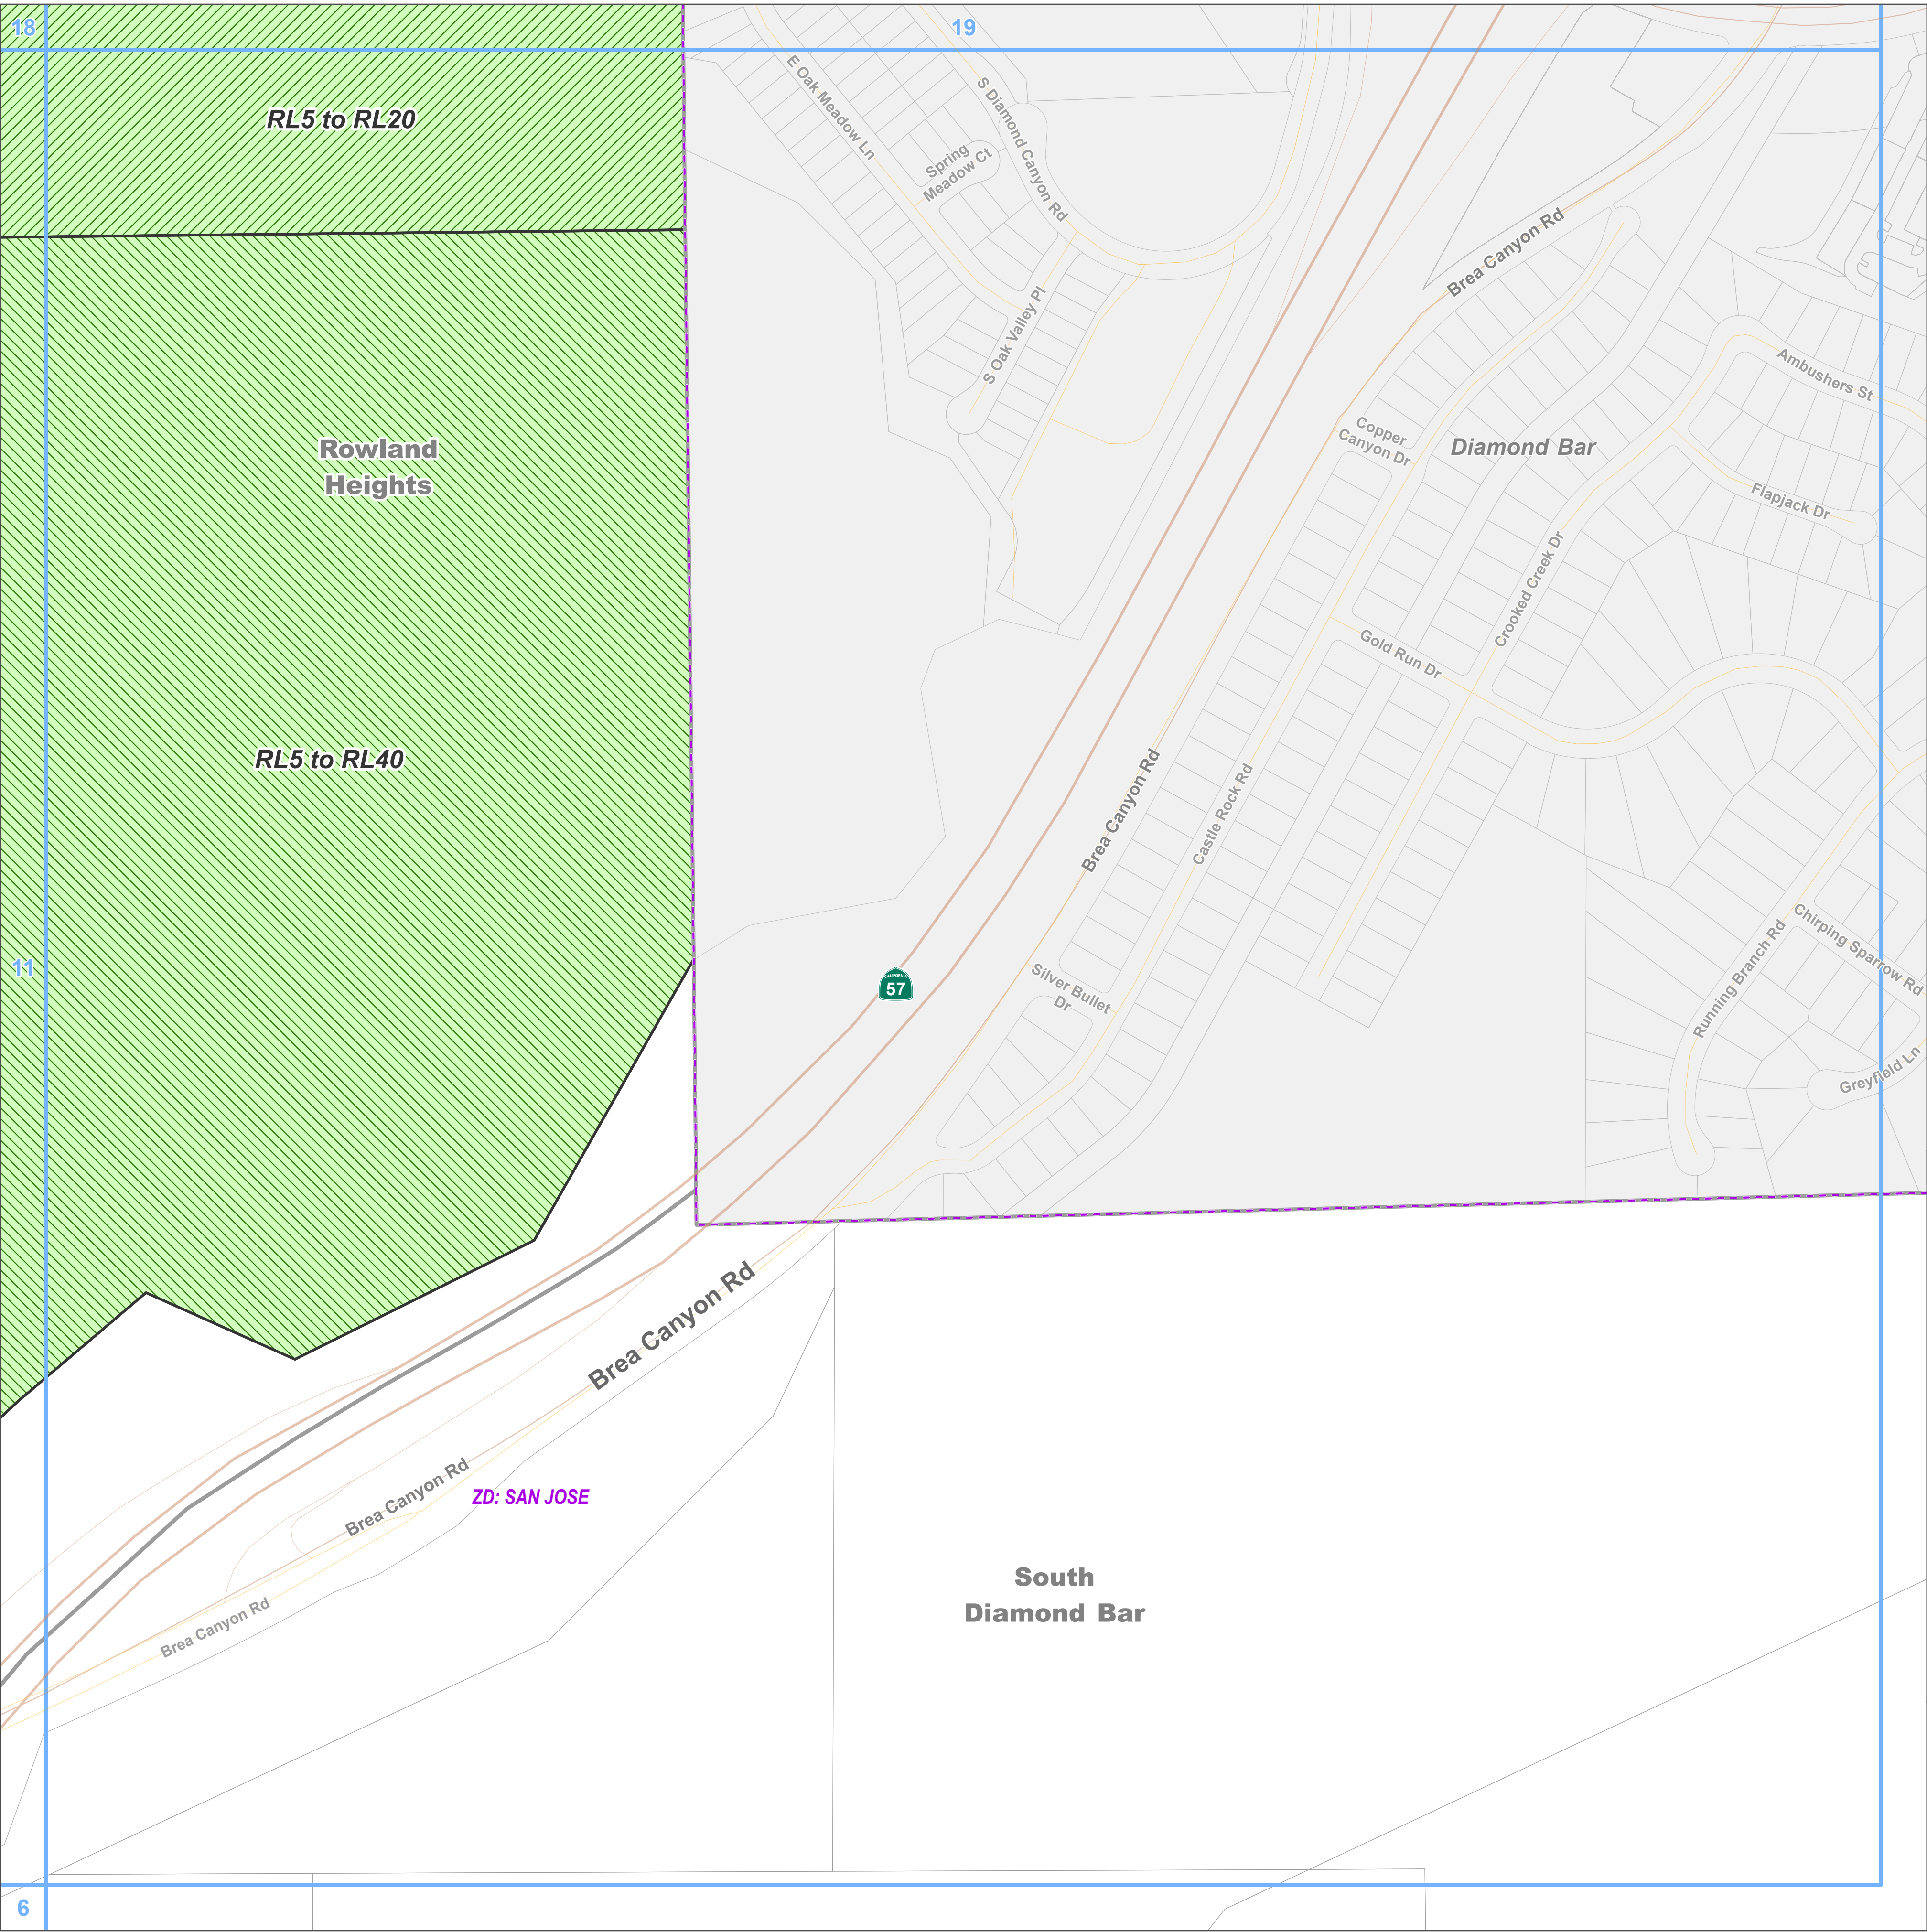 18
19
RL5 to RL20
E Oak Meadow Ln
S Diamond Canyon Rd
Spring
Meadow Ct
Brea Canyon Rd
S Oak Valley Pl
Ambushers St
Rowland
Heights
Copper
Canyon Dr
Diamond Bar
Flapjack Dr
Crooked Creek Dr
Gold Run Dr
RL5 to RL40
Brea Canyon Rd
Castle Rock Rd
11
CALIFORNIA
57
Silver Bullet
Dr
Running Branch Rd
Chirping Sparrow Rd
Greyfield Ln
Brea Canyon Rd
Brea Canyon Rd
ZD: SAN JOSE
South
Diamond Bar
Brea Canyon Rd
6